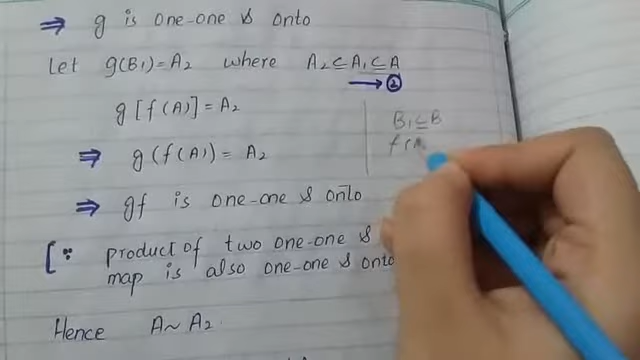 ⇒ g is one-one & onto
Let g(B₁) = A₂ where A₂ ⊆ A₁ ⊆ A
→ ②
g[f(A)] = A₂
B₁ ⊆ B
⇒ g(f(A)) = A₂
⇒ gf is one-one & onto
[∵ product of two one-one &
map is also one-one & onto
Hence A ~ A₂